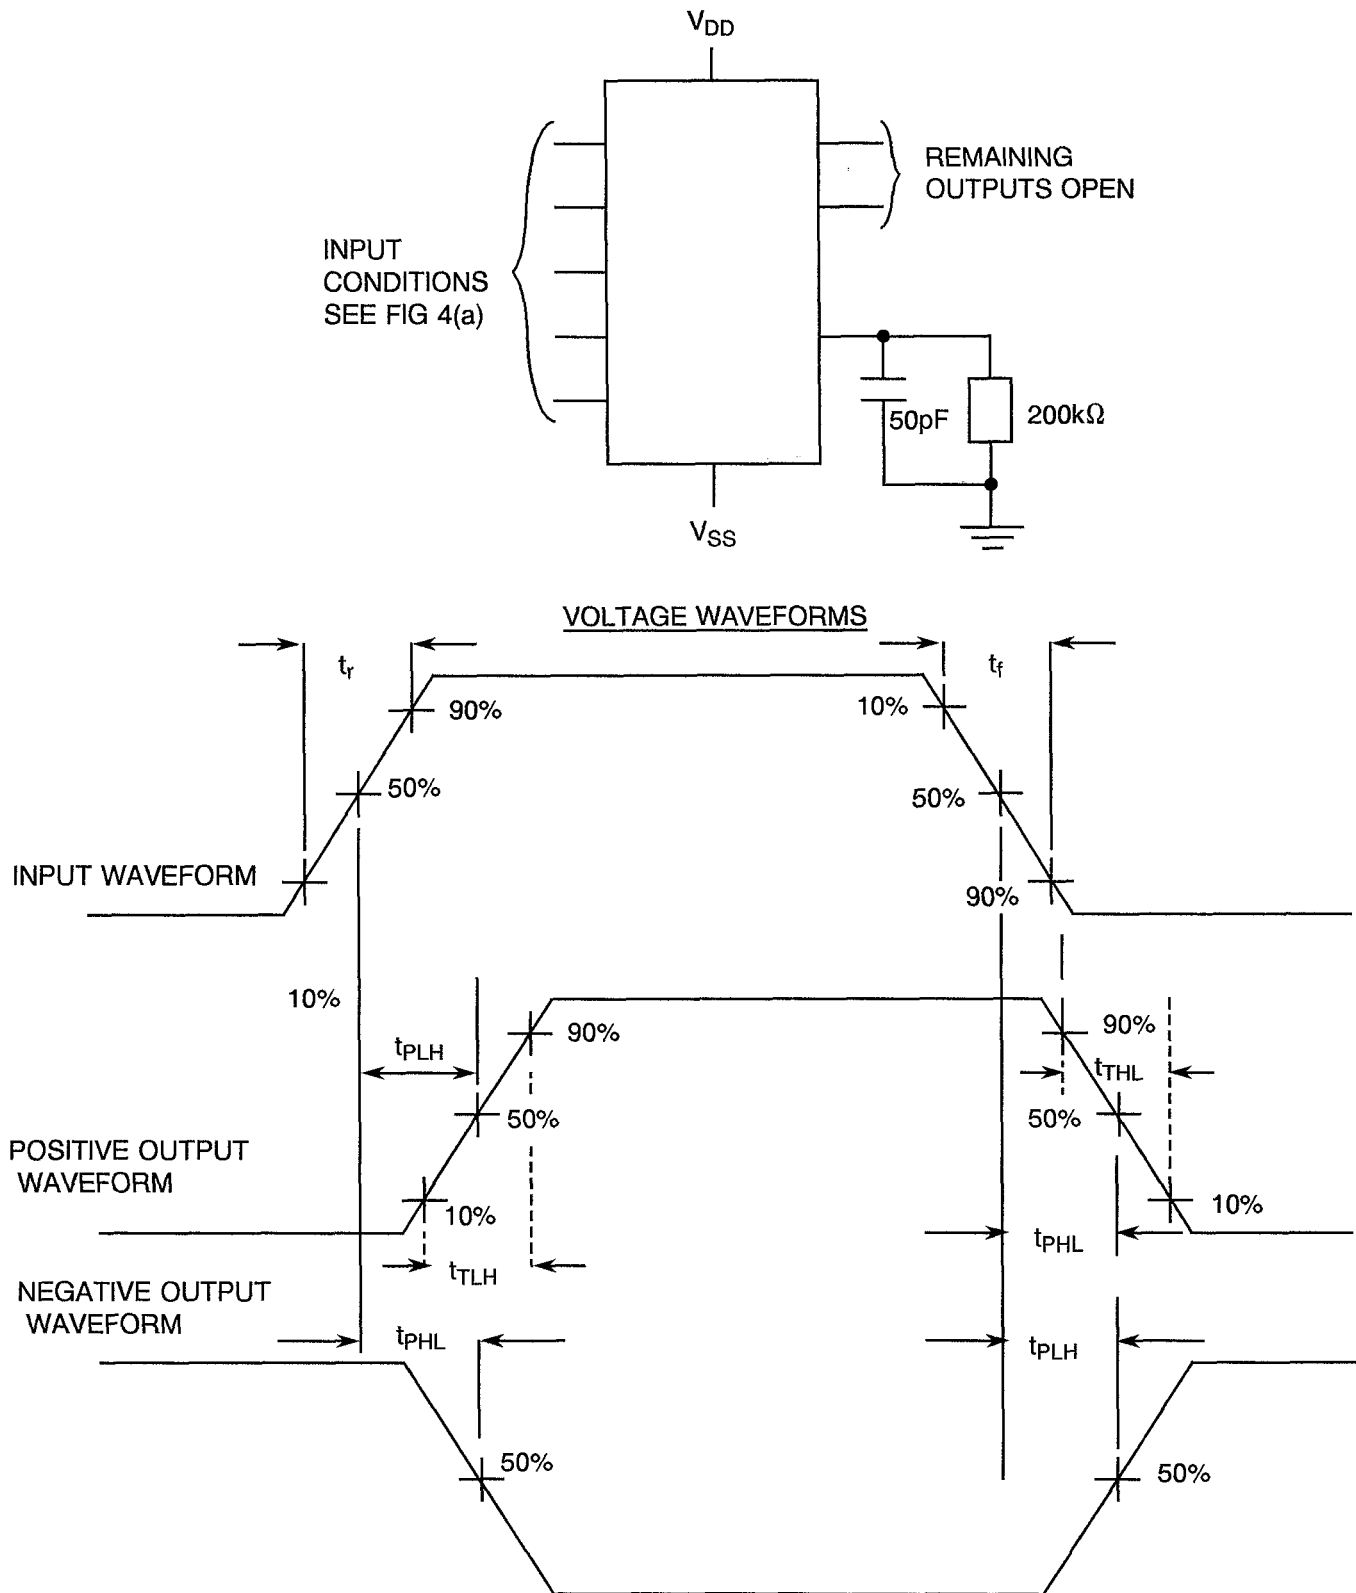 VDD
REMAINING
OUTPUTS OPEN
INPUT
CONDITIONS
SEE FIG 4(a)
50pF
200kΩ
VSS
VOLTAGE WAVEFORMS
tr
tf
90%
10%
50%
50%
INPUT WAVEFORM
90%
10%
90%
90%
tPLH
tTHL
50%
50%
POSITIVE OUTPUT
WAVEFORM
10%
10%
tPHL
tTLH
NEGATIVE OUTPUT
WAVEFORM
tPHL
tPLH
50%
50%